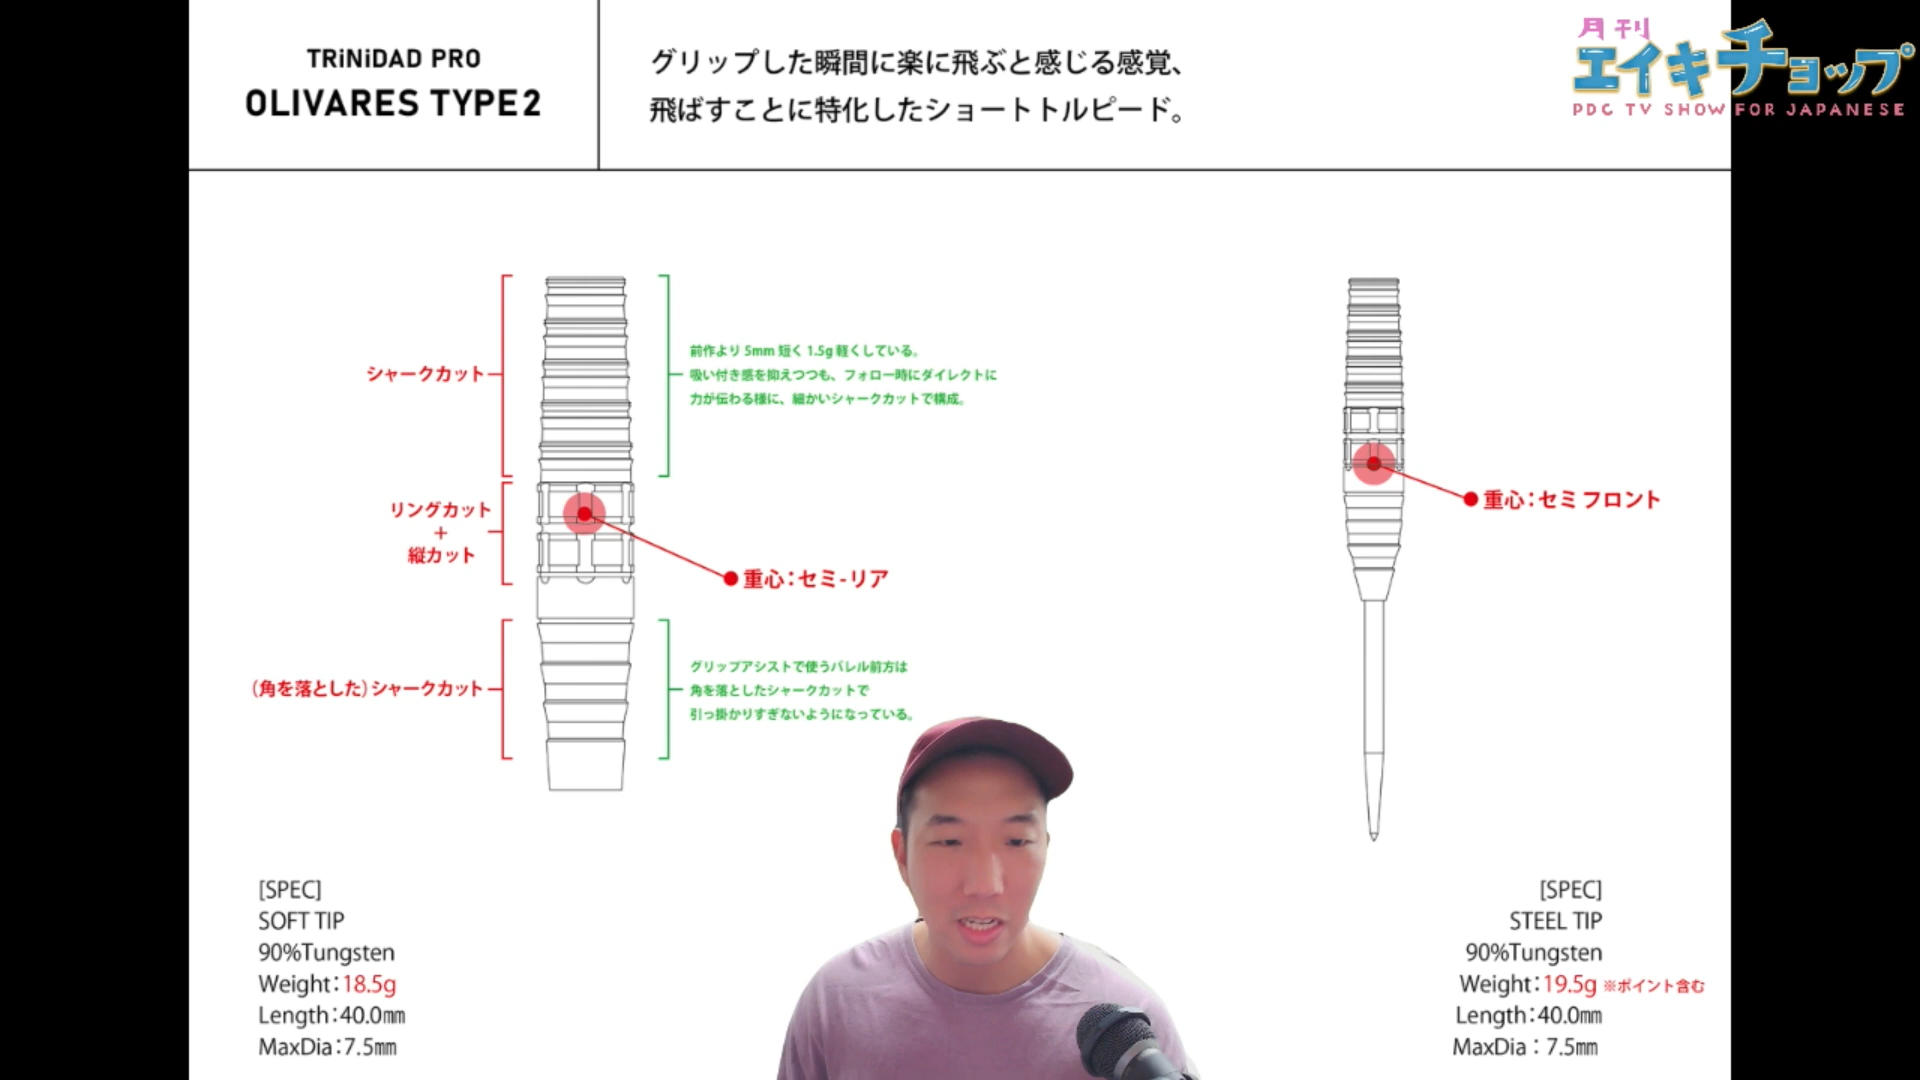 TRiNiDAD PRO
OLIVARES TYPE2
グリップした瞬間に楽に飛ぶと感じる感覚、
飛ばすことに特化したショートトルピード。
月刊
エイキチョップ
PDC TV SHOW FOR JAPANESE
シャークカット
前作より 5mm 短く 1.5g 軽くしている。
吸い付き感を抑えつつも、フォロー時にダイレクトに
力が伝わる様に、細かいシャークカットで構成。
リングカット
+
縦カット
重心：セミ-リア
重心：セミ フロント
(角を落とした)シャークカット
グリップアシストで使うバレル前方は
角を落としたシャークカットで
引っ掛かりすぎないようになっている。
[SPEC]
SOFT TIP
90%Tungsten
Weight：18.5g
Length：40.0mm
MaxDia：7.5mm
[SPEC]
STEEL TIP
90%Tungsten
Weight：19.5g ※ポイント含む
Length：40.0mm
MaxDia：7.5mm